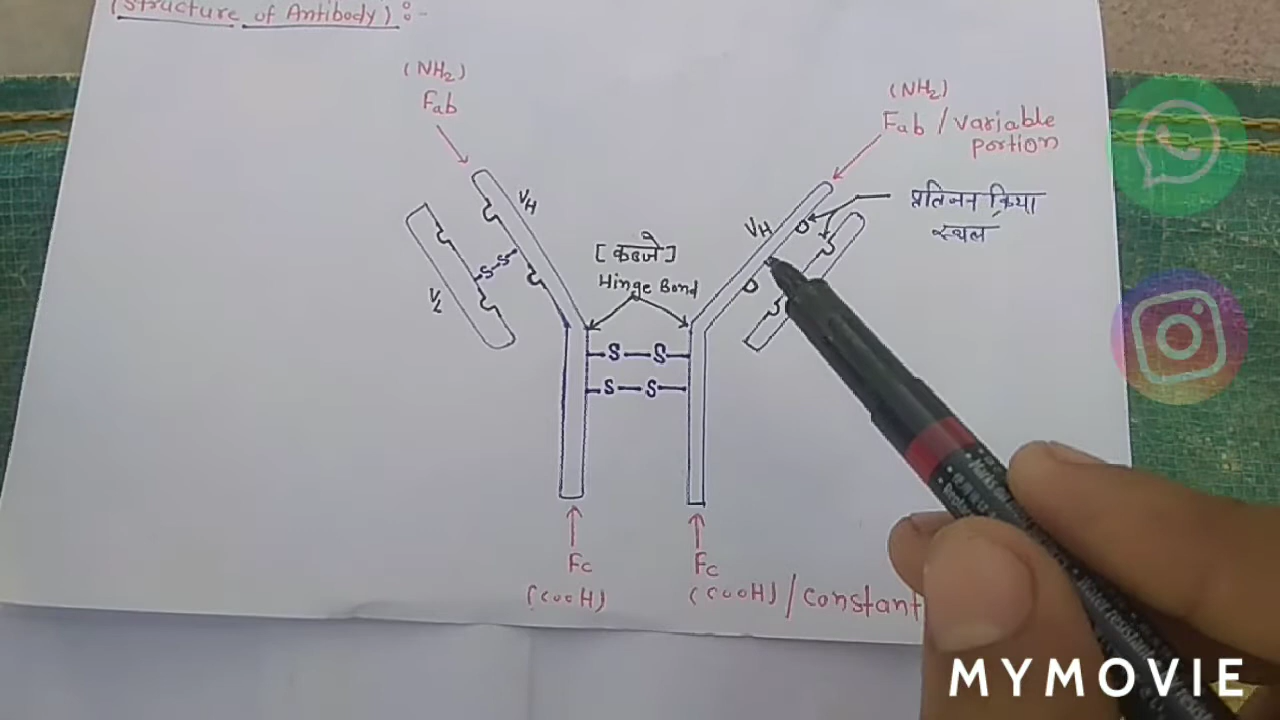 (Structure of Antibody) :-
(NH₂)
Fab
(NH₂)
Fab / variable
portion
VH
VH
प्रतिजन क्रिया
स्थल
[कब्जे]
Hinge Bond
S S
VL
S S
S S
Fc
(COOH)
Fc
(COOH) / constant
MYMOVIE